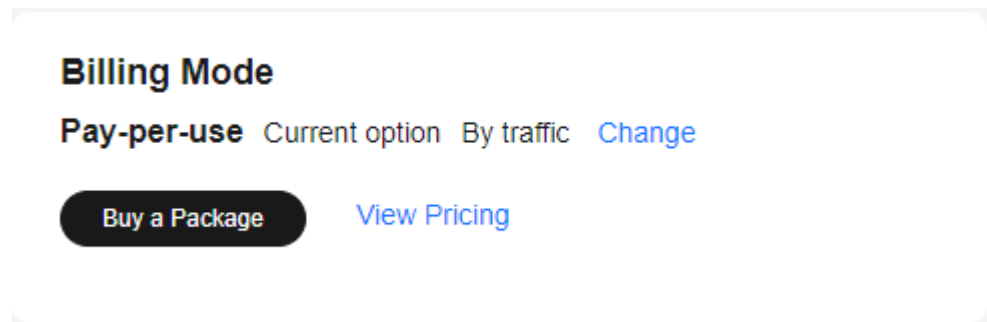 Billing Mode
Pay-per-use Current option By traffic Change
Buy a Package View Pricing